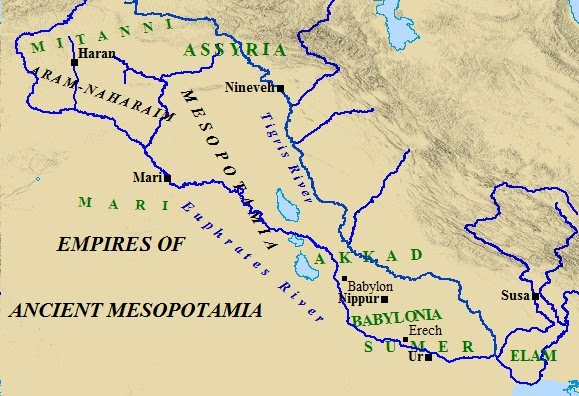 MITANNI
ASSYRIA
Haran
ARAM-NAHARAIM
Nineveh
MESOPOTAMIA
Tigris River
Mari
MARI
Euphrates River
EMPIRES OF
ANCIENT MESOPOTAMIA
AKKAD
Babylon
Nippur
Susa
BABYLONIA
Erech
SUMER
Ur
ELAM